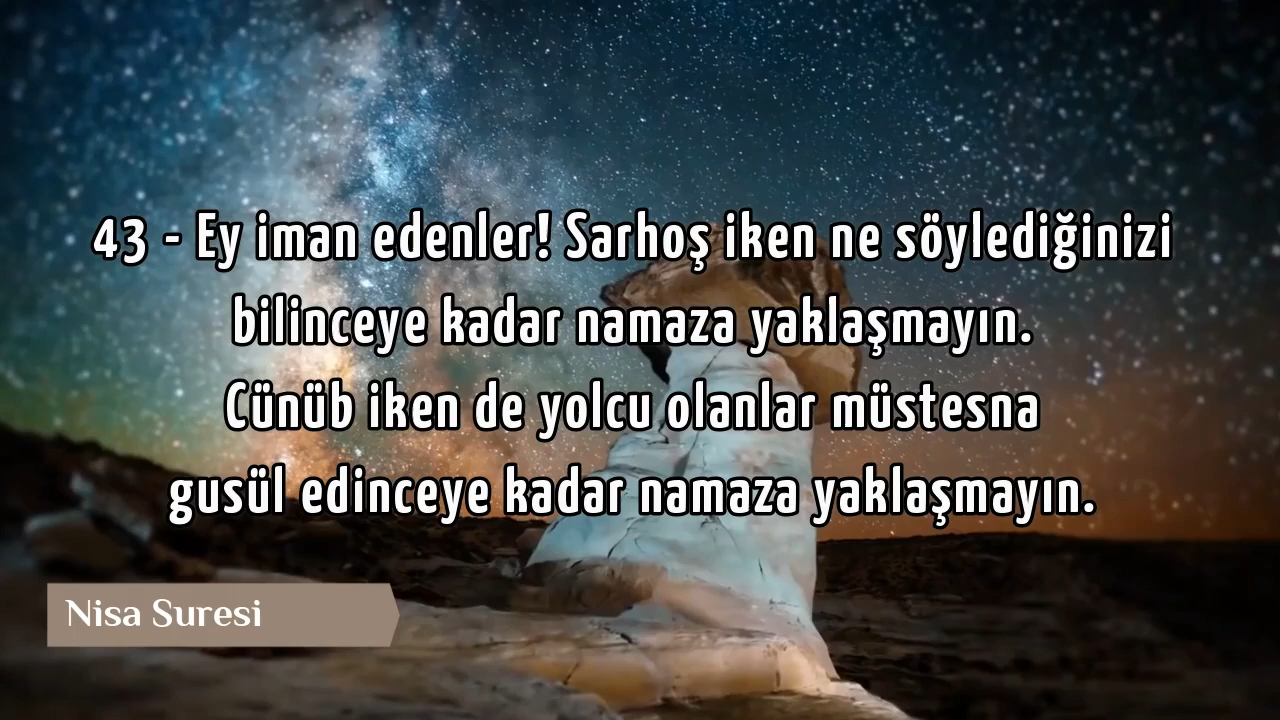 43 - Ey iman edenler! Sarhoş iken ne söylediğinizi
bilinceye kadar namaza yaklaşmayın.
Cünüb iken de yolcu olanlar müstesna
gusül edinceye kadar namaza yaklaşmayın.
Nisa Suresi